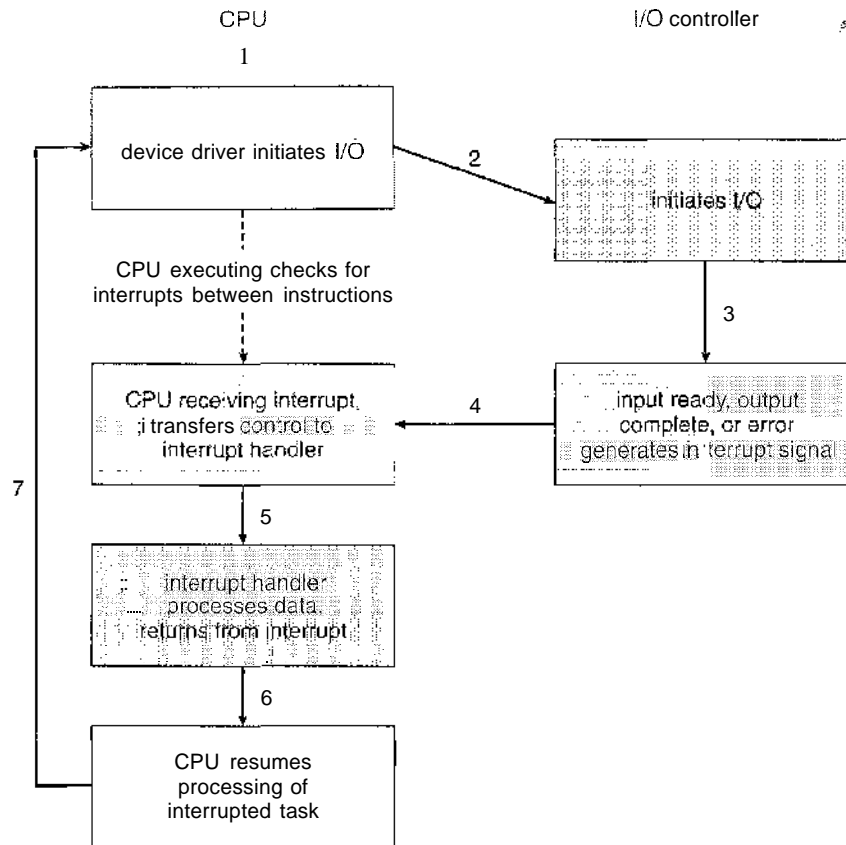 CPU
I/O controller
1
device driver initiates I/O
2
initiates I/O
CPU executing checks for
interrupts between instructions
3
CPU receiving interrupt,
transfers control to
interrupt handler
4
input ready, output
complete, or error
generates interrupt signal
7
5
interrupt handler
processes data,
returns from interrupt
6
CPU resumes
processing of
interrupted task